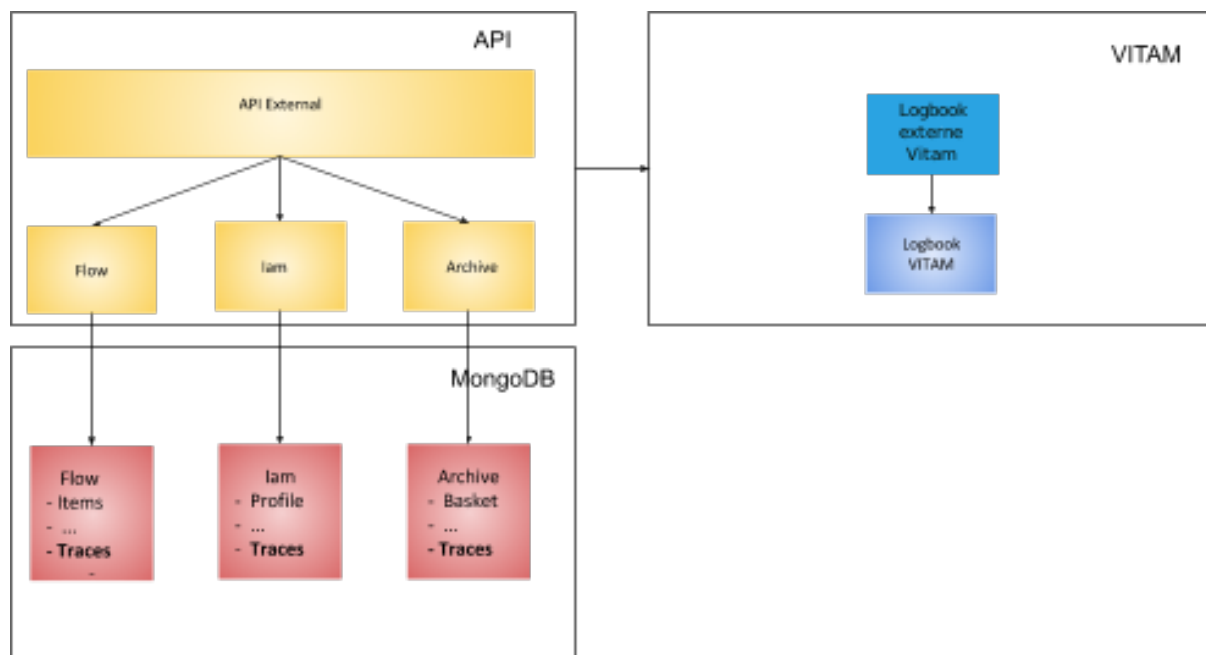 API
API External
Flow
Iam
Archive
VITAM
Logbook
externe
Vitam
Logbook
VITAM
MongoDB
Flow
- Items
- ...
- Traces
-
Iam
- Profile
- ...
- Traces
Archive
- Basket
- ...
- Traces